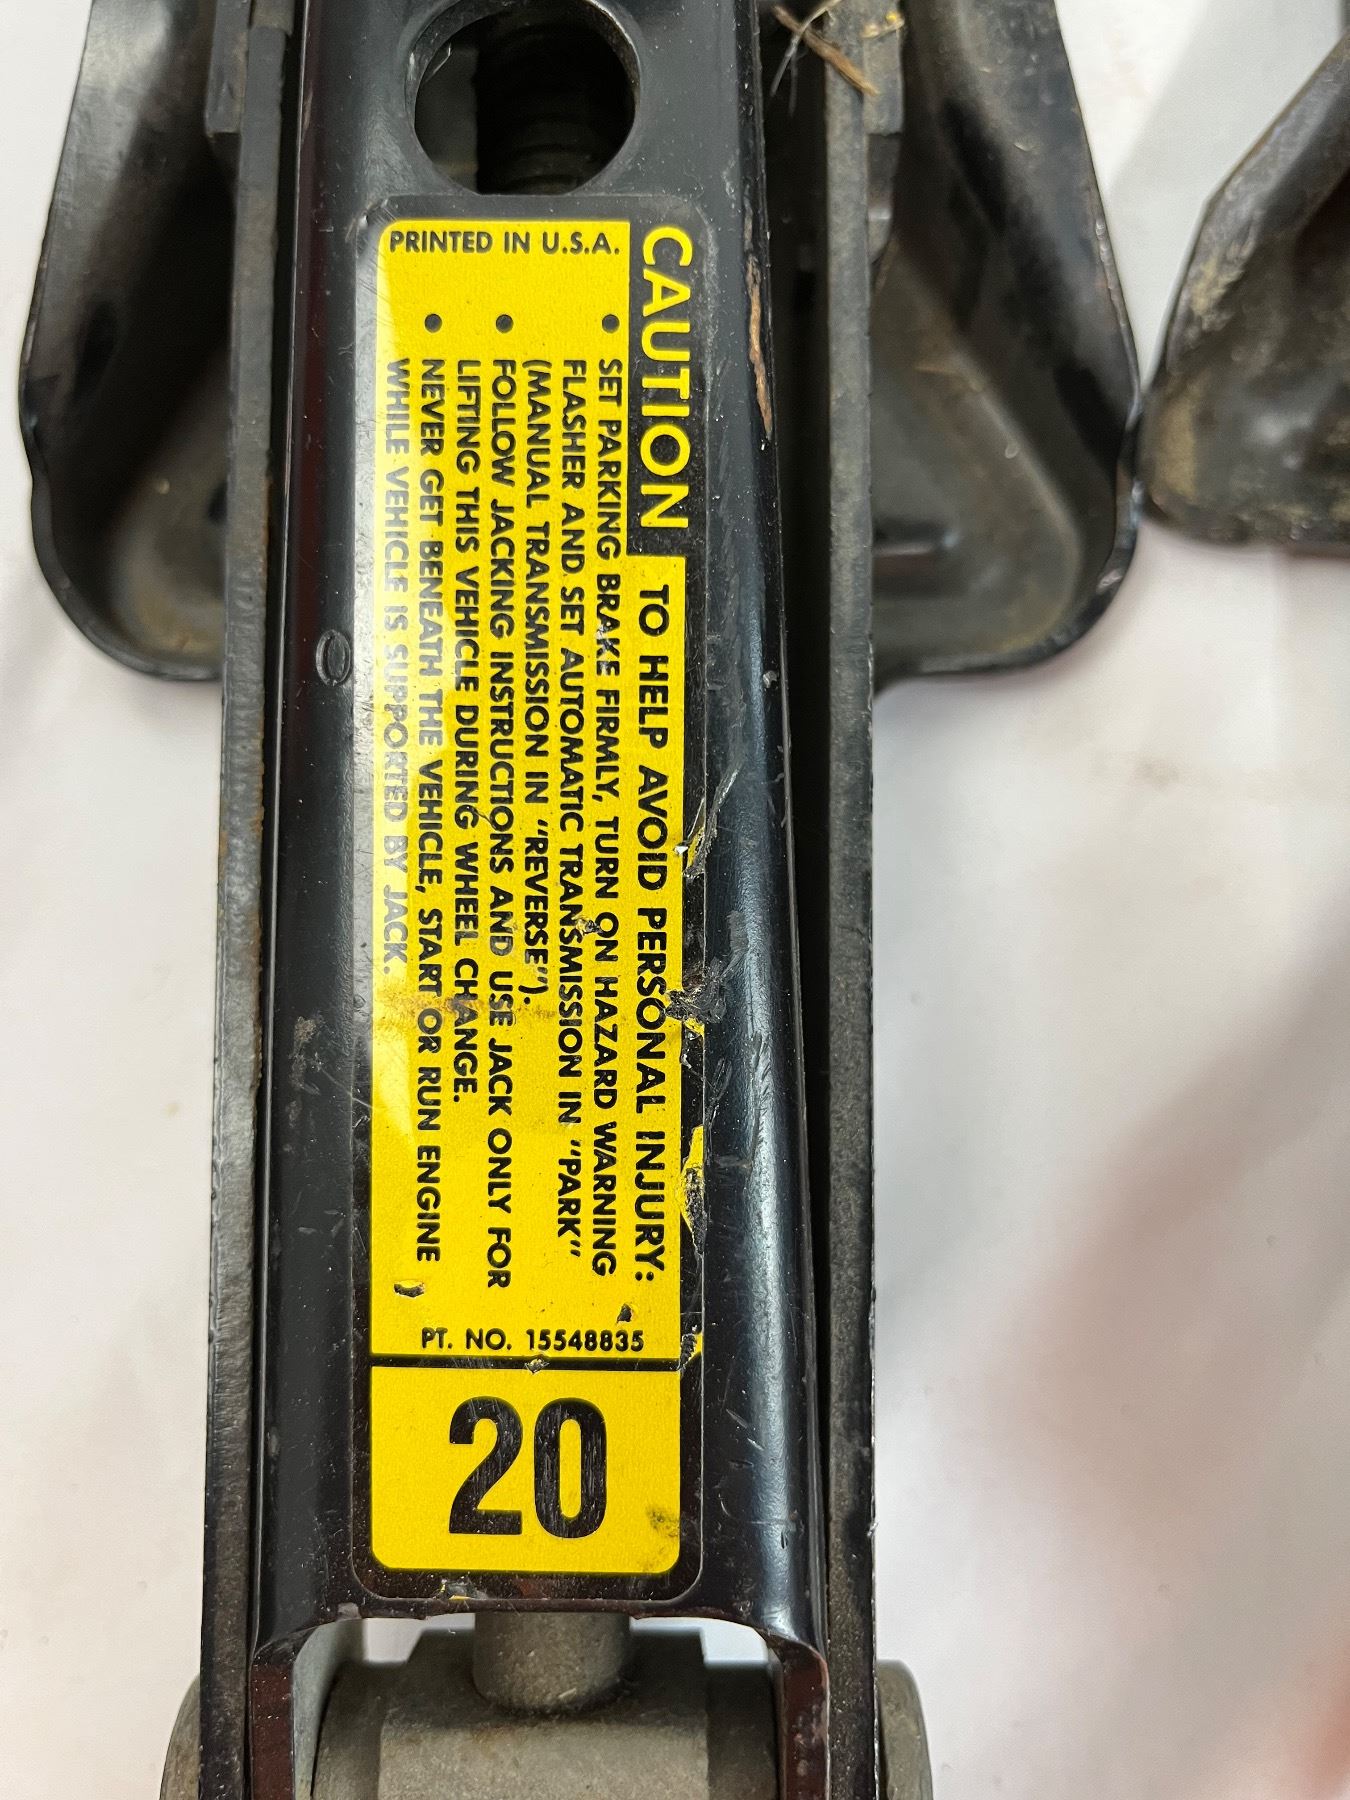 CAUTION TO HELP AVOID PERSONAL INJURY:
• SET PARKING BRAKE FIRMLY, TURN ON HAZARD WARNING
FLASHER AND SET AUTOMATIC TRANSMISSION IN "PARK"
(MANUAL TRANSMISSION IN "REVERSE").
• FOLLOW JACKING INSTRUCTIONS AND USE JACK ONLY FOR
LIFTING THIS VEHICLE DURING WHEEL CHANGE.
• NEVER GET BENEATH THE VEHICLE, START OR RUN ENGINE
WHILE VEHICLE IS SUPPORTED BY JACK.
PRINTED IN U.S.A.
PT. NO. 15548835
20